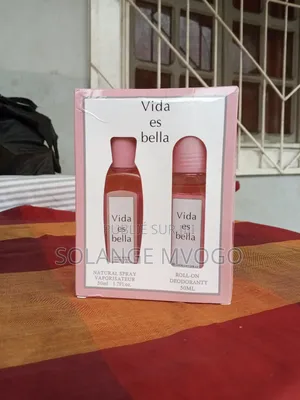 Vida
es
bella
Vida
es
bella
Vida
es
bella
SOLANGE MVOGO
NATURAL SPRAY
VAPORISATEUR
50ml 1.7fl.oz
ROLL-ON
DEODORANTT
50ML